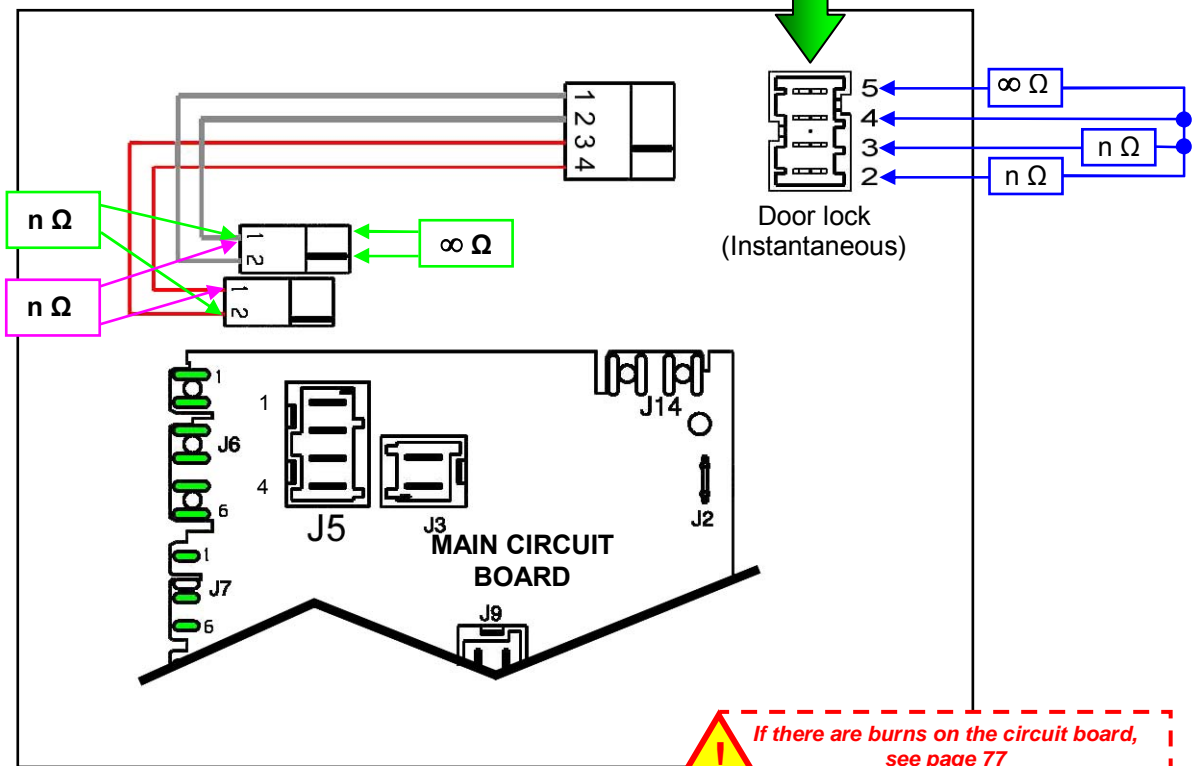 5
∞ Ω
4
3
n Ω
2
n Ω
Door lock
(Instantaneous)
1
2
3
4
n Ω
1
2
∞ Ω
n Ω
1
2
1
J6
6
1
J7
6
1
4
J5
J3
J14
J2
MAIN CIRCUIT
BOARD
J9
!
If there are burns on the circuit board,
see page 77